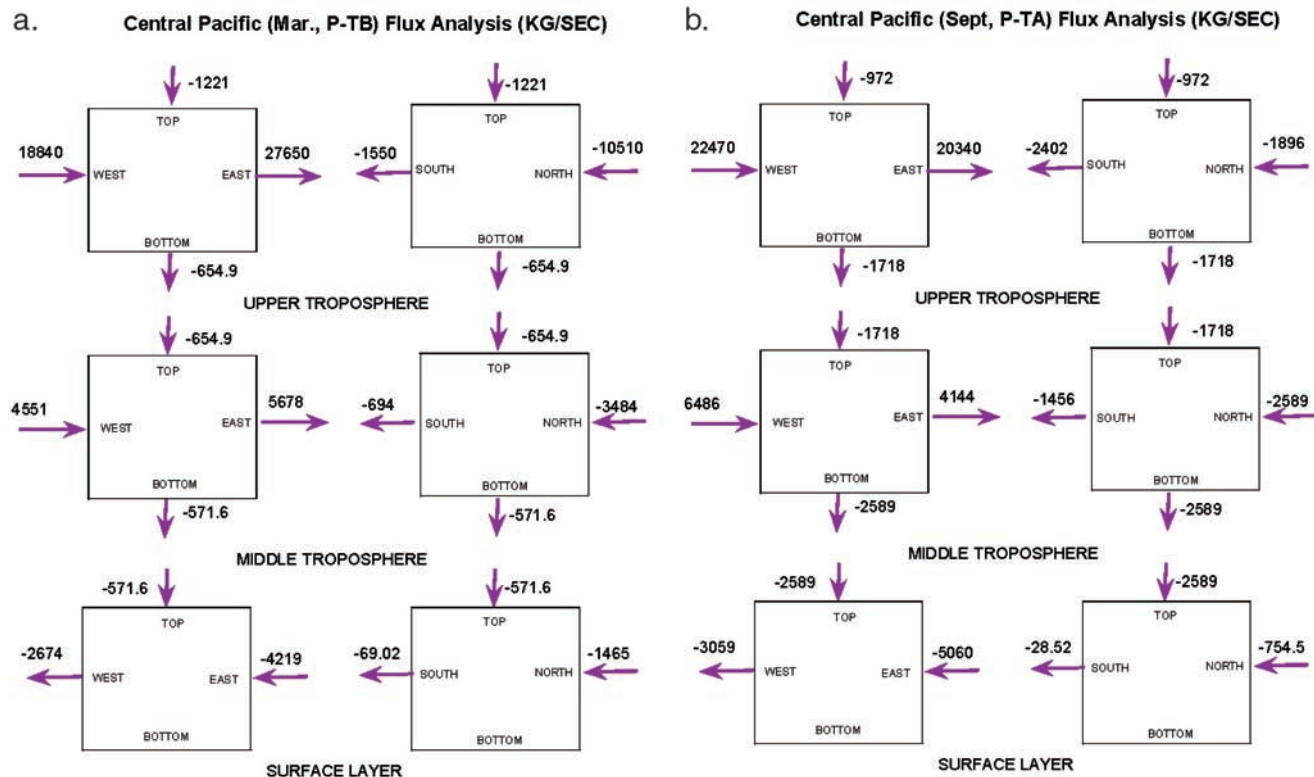 a. Central Pacific (Mar., P-TB) Flux Analysis (KG/SEC)
-1221 -1221
TOP TOP
18840 27650 -1550 -10510
WEST EAST SOUTH NORTH
BOTTOM BOTTOM
-654.9 -654.9
UPPER TROPOSPHERE
-654.9 -654.9
TOP TOP
4551 5678 -694 -3484
WEST EAST SOUTH NORTH
BOTTOM BOTTOM
-571.6 -571.6
MIDDLE TROPOSPHERE
-571.6 -571.6
TOP TOP
-2674 -4219 -69.02 -1465
WEST EAST SOUTH NORTH
BOTTOM BOTTOM
SURFACE LAYER
b. Central Pacific (Sept, P-TA) Flux Analysis (KG/SEC)
-972 -972
TOP TOP
22470 20340 -2402 -1896
WEST EAST SOUTH NORTH
BOTTOM BOTTOM
-1718 -1718
UPPER TROPOSPHERE
-1718 -1718
TOP TOP
6486 4144 -1456 -2589
WEST EAST SOUTH NORTH
BOTTOM BOTTOM
-2589 -2589
MIDDLE TROPOSPHERE
-2589 -2589
TOP TOP
-3059 -5060 -28.52 -754.5
WEST EAST SOUTH NORTH
BOTTOM BOTTOM
SURFACE LAYER